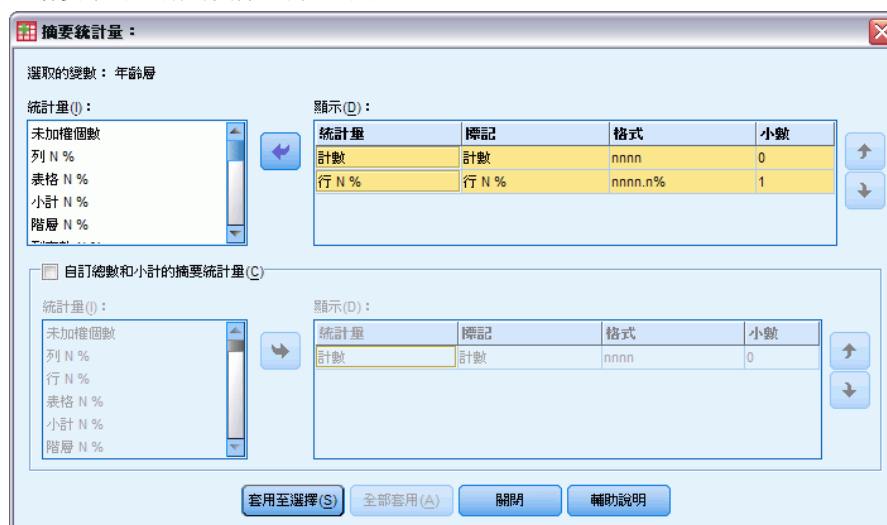 摘要統計量：
選取的變數： 年齡層
統計量(I)：
未加權個數
列 N %
表格 N %
小計 N %
階層 N %
顯示(D)：
統計量 標記 格式 小數
計數 計數 nnnn 0
行 N % 行 N % nnnn.n% 1
自訂總數和小計的摘要統計量(C)
統計量(I)：
未加權個數
列 N %
行 N %
表格 N %
小計 N %
階層 N %
顯示(D)：
統計量 標記 格式 小數
計數 計數 nnnn 0
套用至選擇(S) 全部套用(A) 關閉 輔助說明